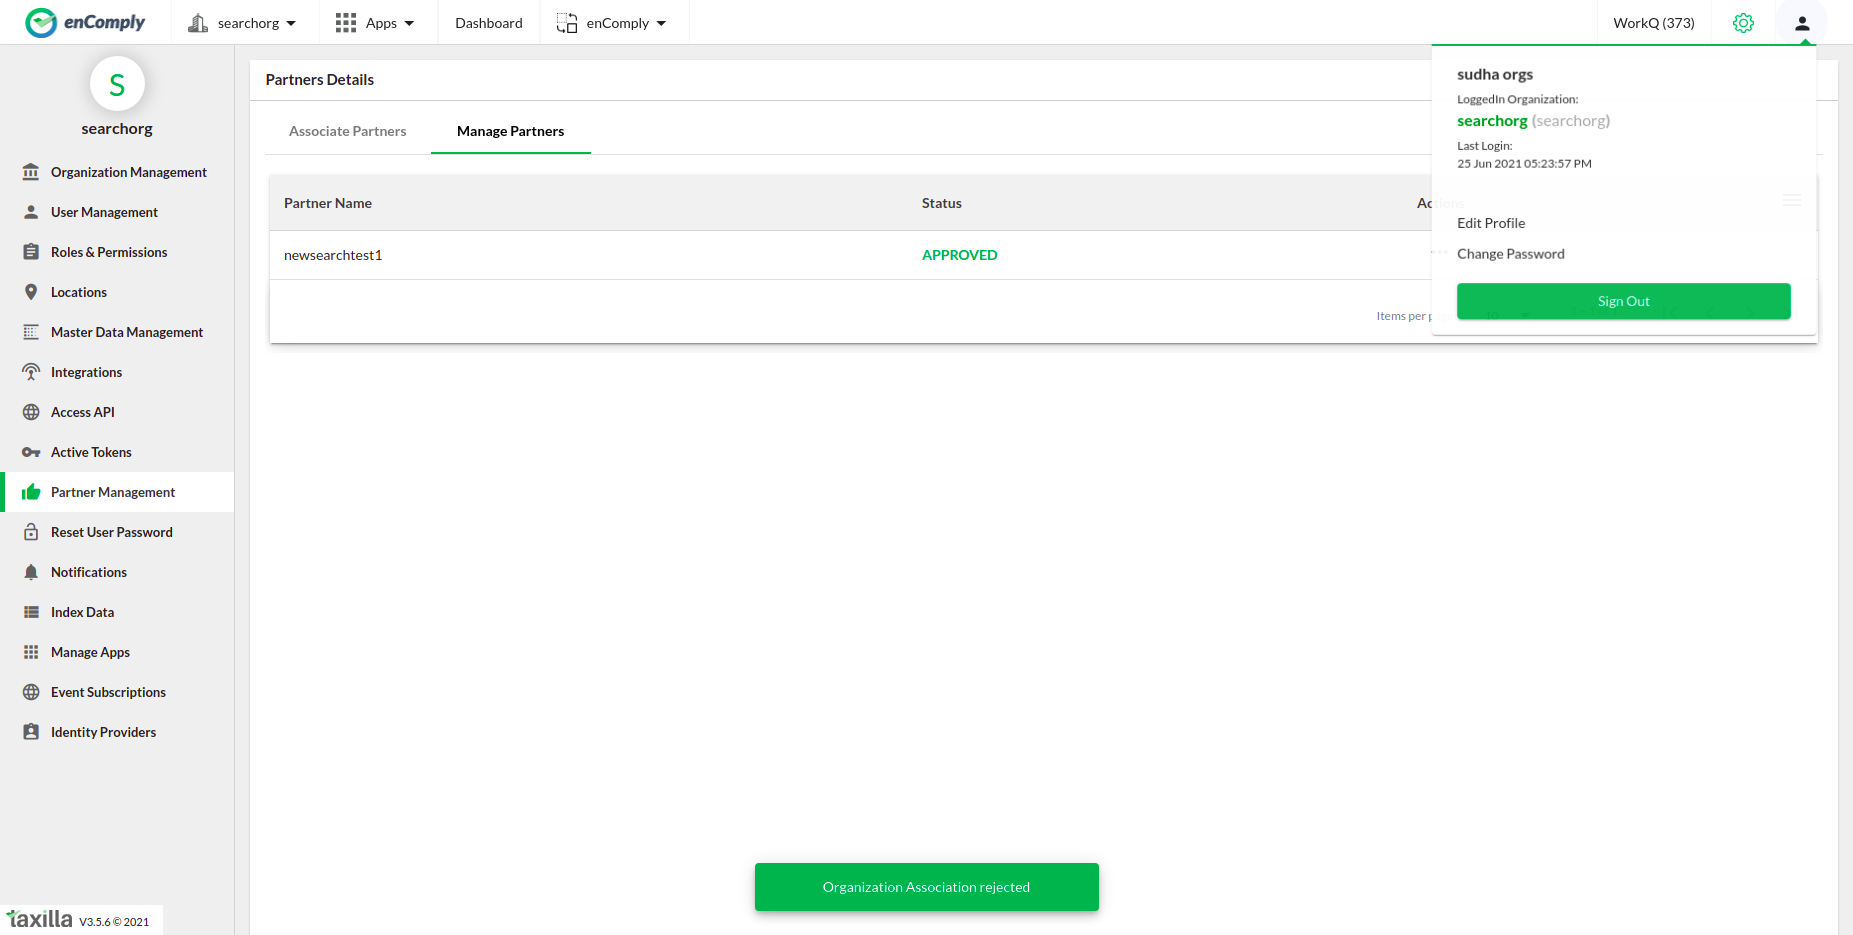 enComply
searchorg
Apps
Dashboard
enComply
WorkQ (373)
S
searchorg
Organization Management
User Management
Roles & Permissions
Locations
Master Data Management
Integrations
Access API
Active Tokens
Partner Management
Reset User Password
Notifications
Index Data
Manage Apps
Event Subscriptions
Identity Providers
taxilla V3.5.6 © 2021
Partners Details
Associate Partners
Manage Partners
Partner Name
Status
Actions
newsearchtest1
APPROVED
Items per
10
sudha orgs
LoggedIn Organization:
searchorg (searchorg)
Last Login:
25 Jun 2021 05:23:57 PM
Edit Profile
Change Password
Sign Out
Organization Association rejected